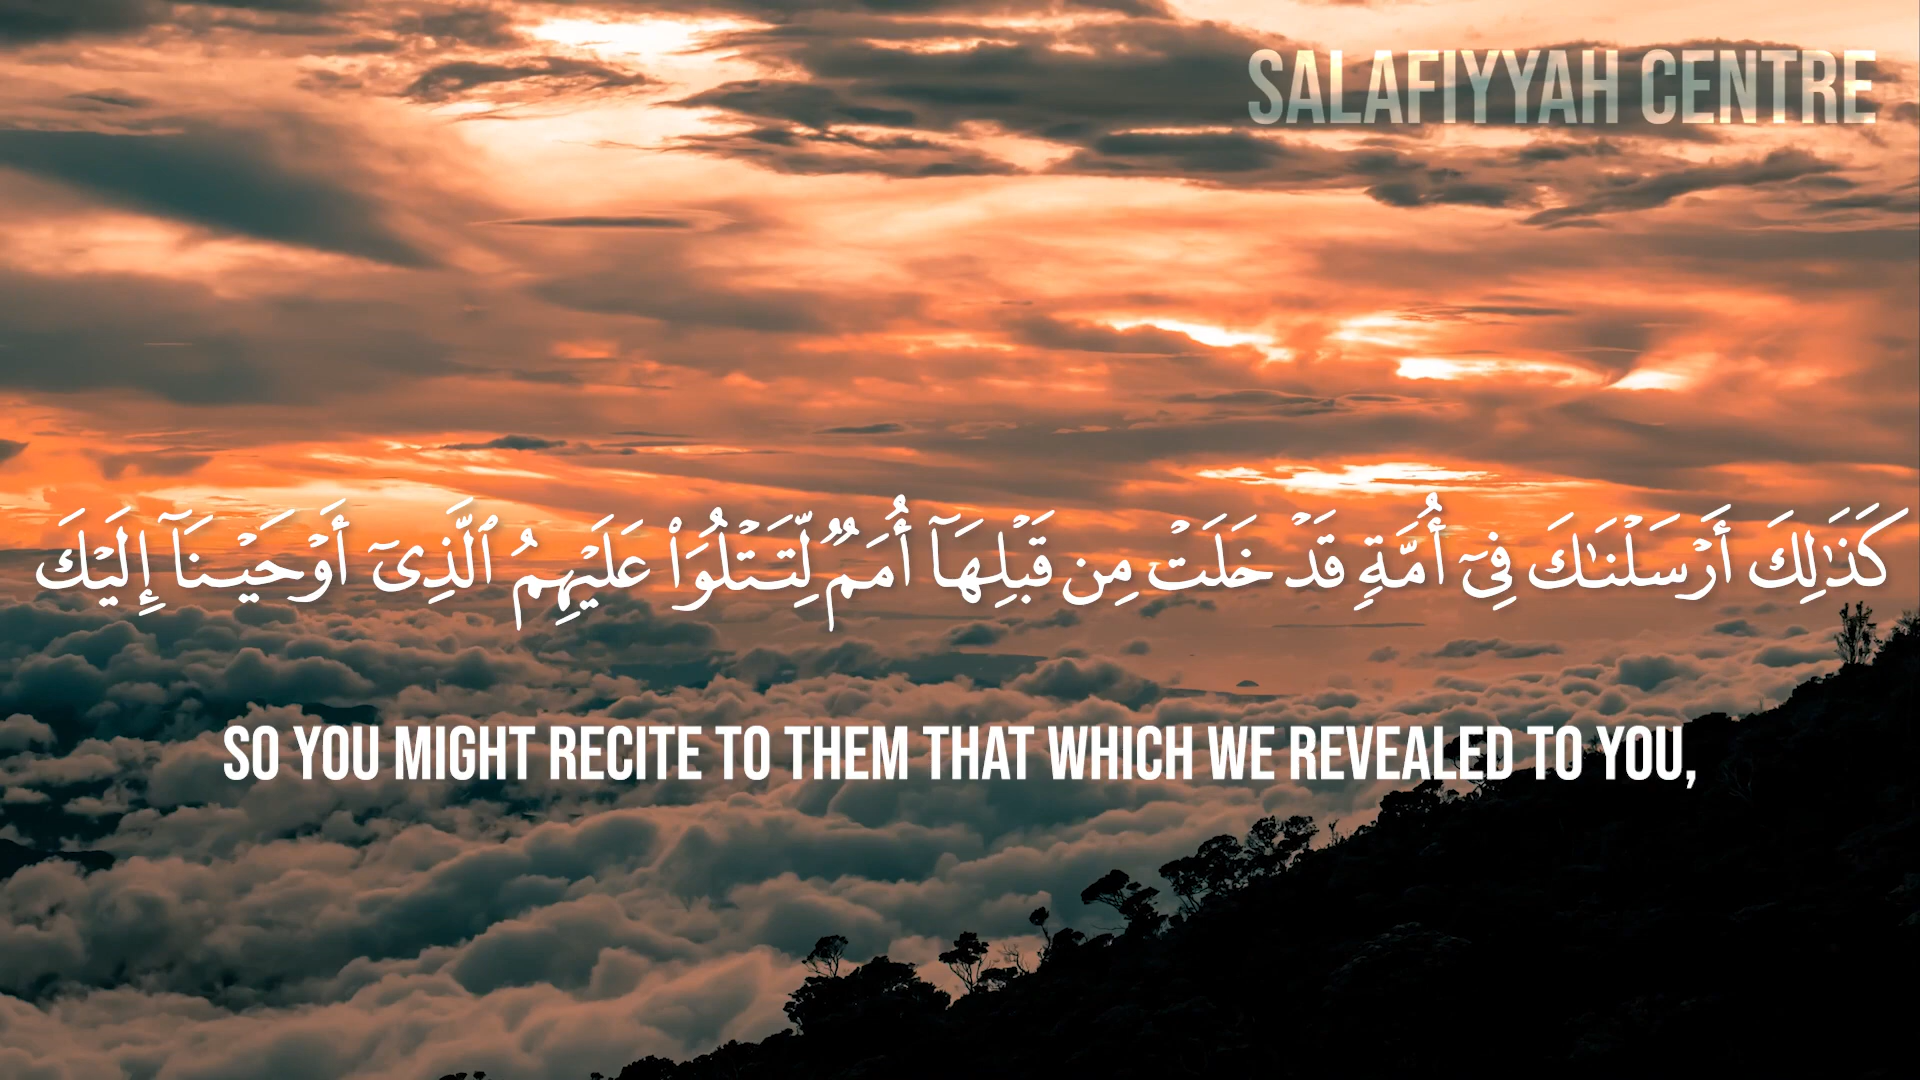 SALAFIYYAH CENTRE
كَذَٰلِكَ أَرْسَلْنَٰكَ فِىٓ أُمَّةٍ قَدْ خَلَتْ مِن قَبْلِهَآ أُمَمٌ لِّتَتْلُوَا۟ عَلَيْهِمُ ٱلَّذِىٓ أَوْحَيْنَآ إِلَيْكَ
SO YOU MIGHT RECITE TO THEM THAT WHICH WE REVEALED TO YOU,